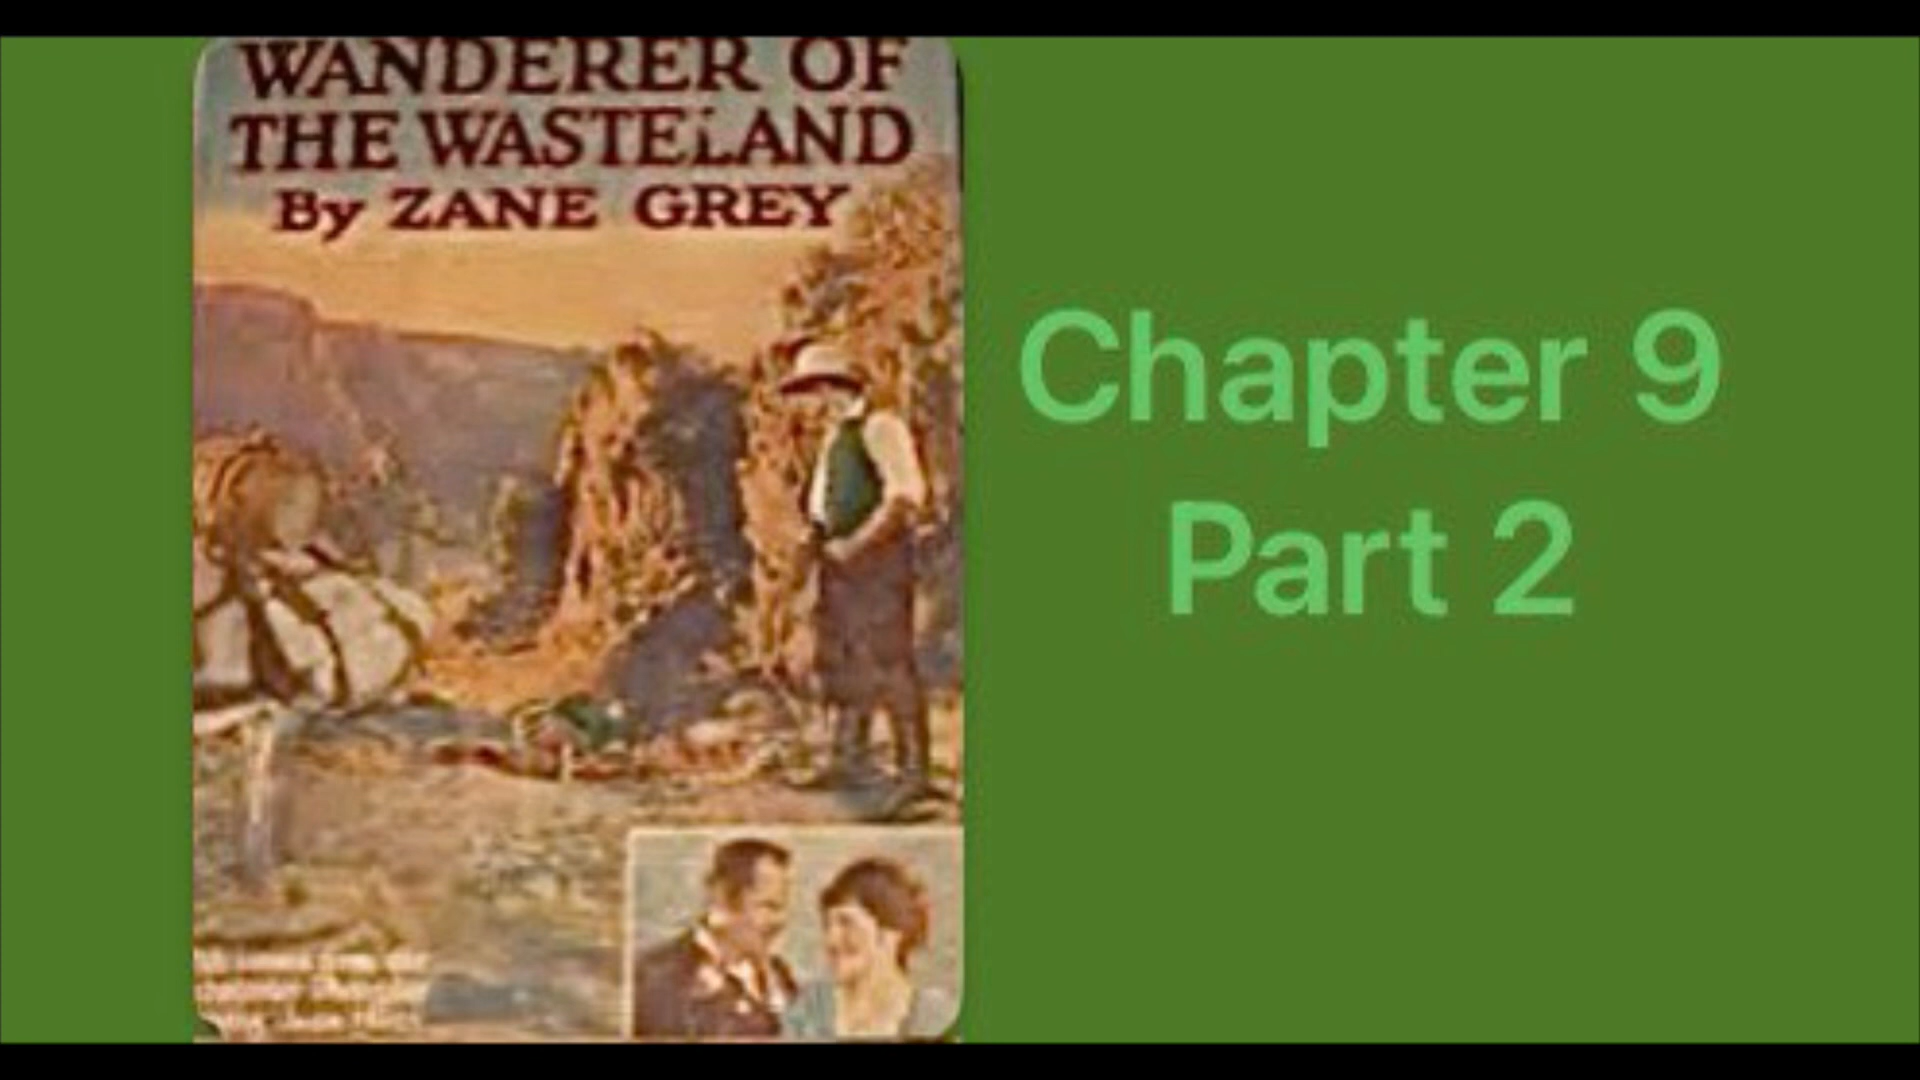 WANDERER OF
THE WASTELAND
By ZANE GREY
Chapter 9
Part 2